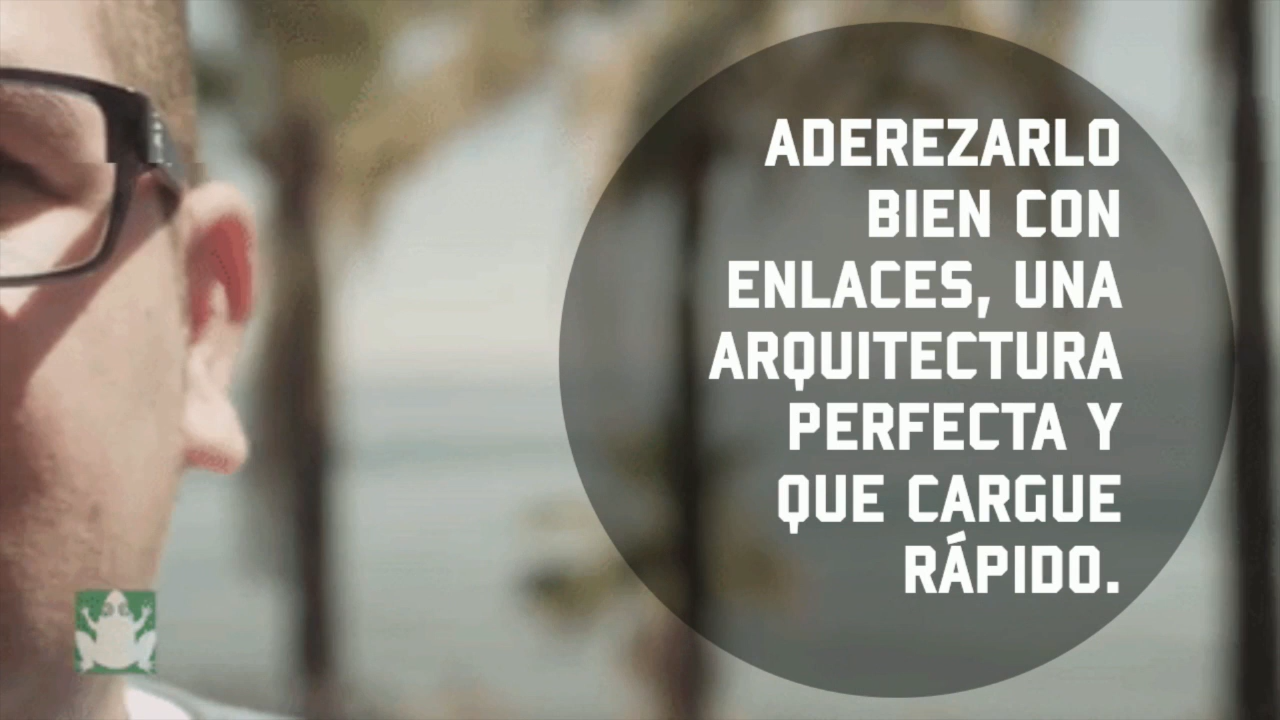 ADEREZARLO
BIEN CON
ENLACES, UNA
ARQUITECTURA
PERFECTA Y
QUE CARGUE
RÁPIDO.